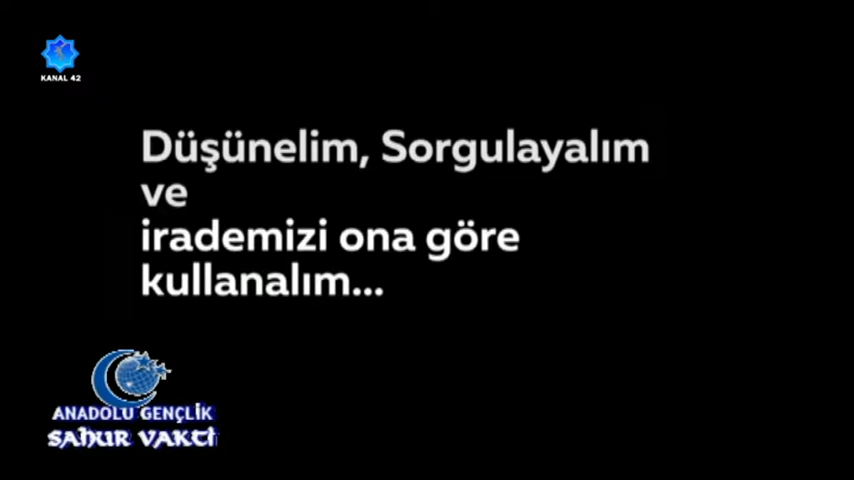 KANAL 42
Düşünelim, Sorgulayalım
ve
irademizi ona göre
kullanalım...
ANADOLU GENÇLİK
SAHUR VAKTİ